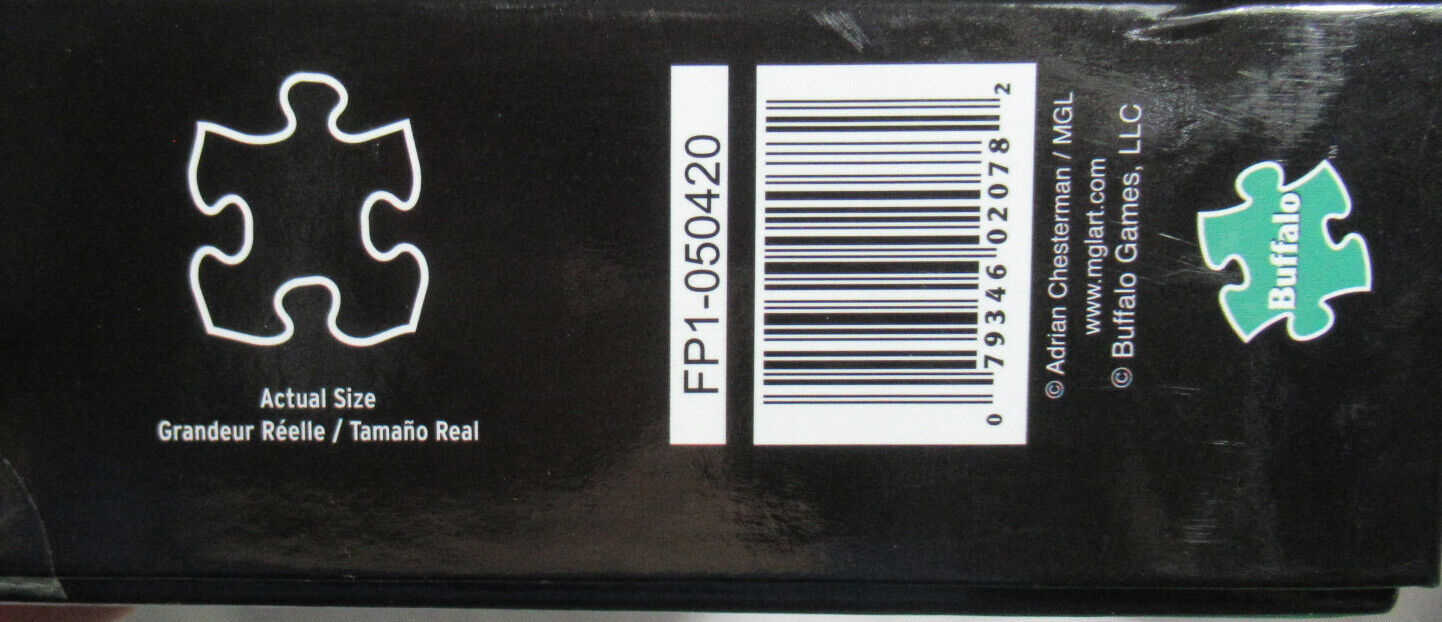 Actual Size
Grandeur Réelle / Tamaño Real
FP1-050420
0 79346 02078 2
© Adrian Chesterman / MGL
www.mglart.com
© Buffalo Games, LLC
Buffalo
™